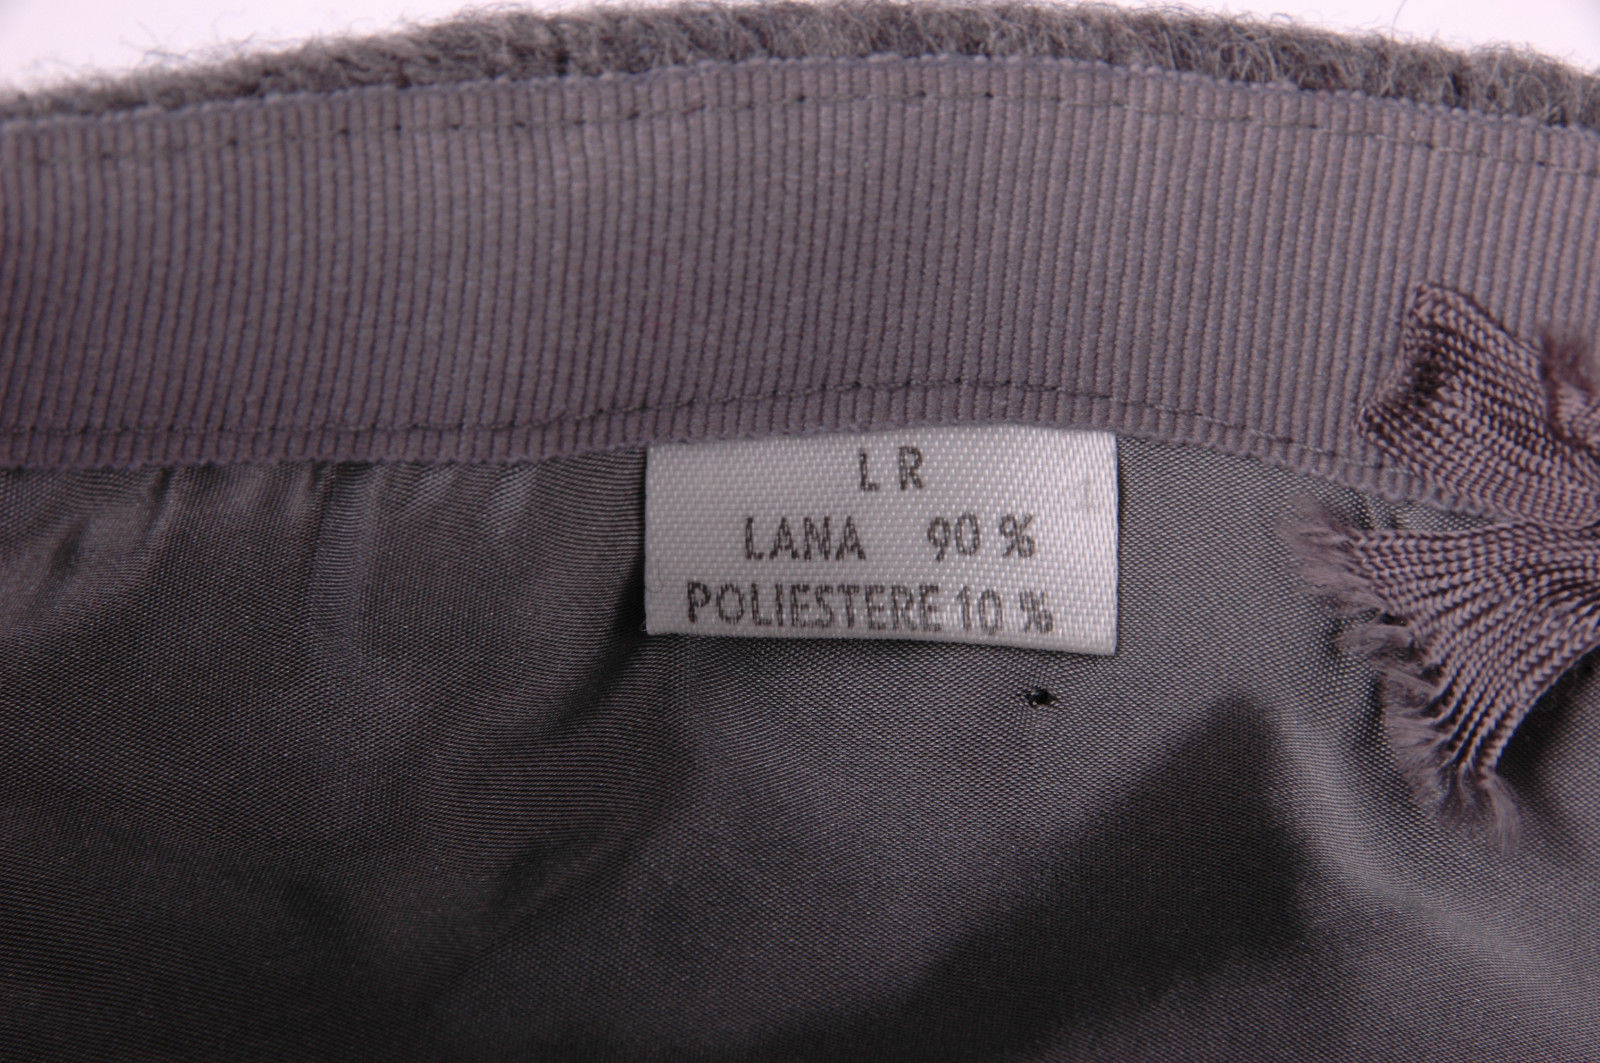 L R
LANA 90 %
POLIESTERE 10 %